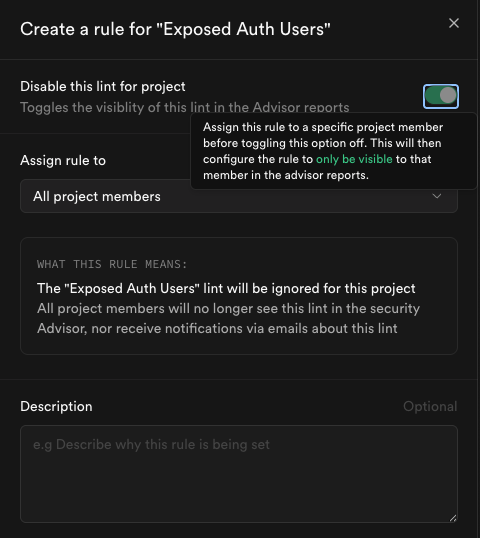 Create a rule for "Exposed Auth Users"
Disable this lint for project
Toggles the visiblity of this lint in the Advisor reports
Assign this rule to a specific project member
before toggling this option off. This will then
configure the rule to only be visible to that
member in the advisor reports.
Assign rule to
All project members
WHAT THIS RULE MEANS:
The "Exposed Auth Users" lint will be ignored for this project
All project members will no longer see this lint in the security
Advisor, nor receive notifications via emails about this lint
Description
Optional
e.g Describe why this rule is being set